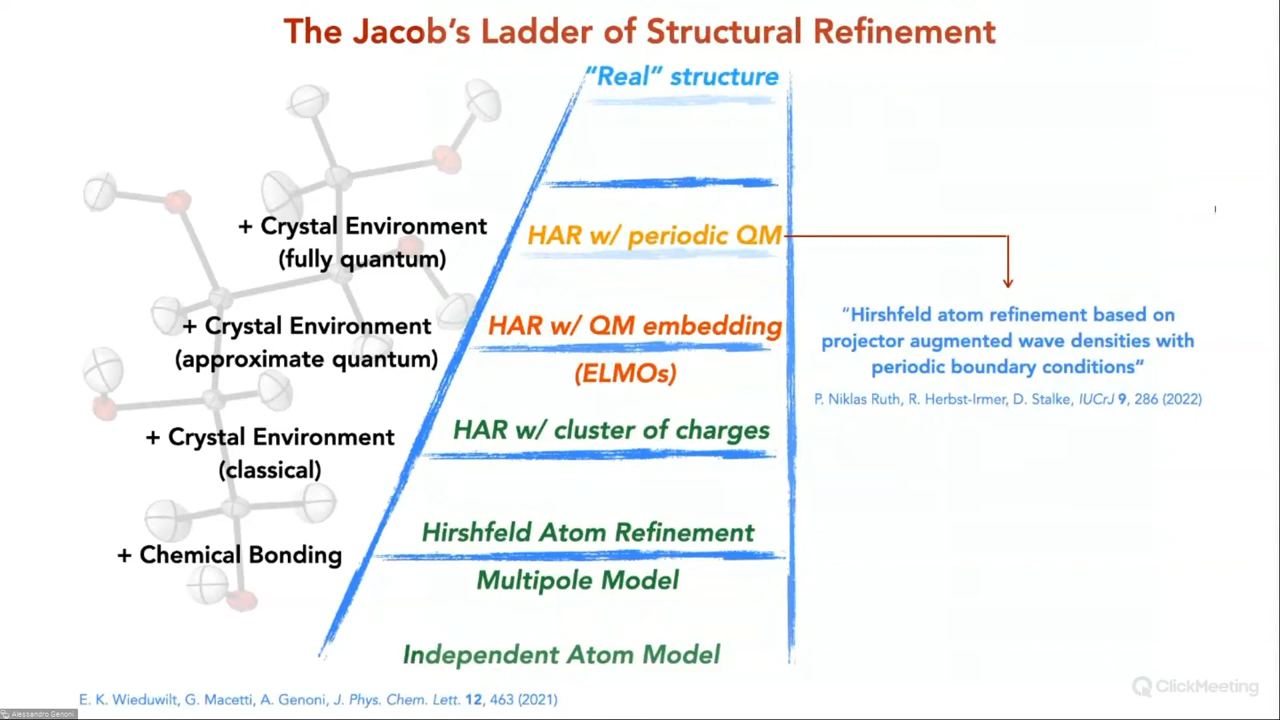 The Jacob’s Ladder of Structural Refinement
“Real” structure
+ Crystal Environment
(fully quantum)
HAR w/ periodic QM
“Hirshfeld atom refinement based on
projector augmented wave densities with
periodic boundary conditions”
P. Niklas Ruth, R. Herbst-Irmer, D. Stalke, IUCrJ 9, 286 (2022)
+ Crystal Environment
(approximate quantum)
HAR w/ QM embedding
(ELMOs)
+ Crystal Environment
(classical)
HAR w/ cluster of charges
+ Chemical Bonding
Hirshfeld Atom Refinement
Multipole Model
Independent Atom Model
E. K. Wieduwilt, G. Macetti, A. Genoni, J. Phys. Chem. Lett. 12, 463 (2021)
ClickMeeting
Alessandro Genoni